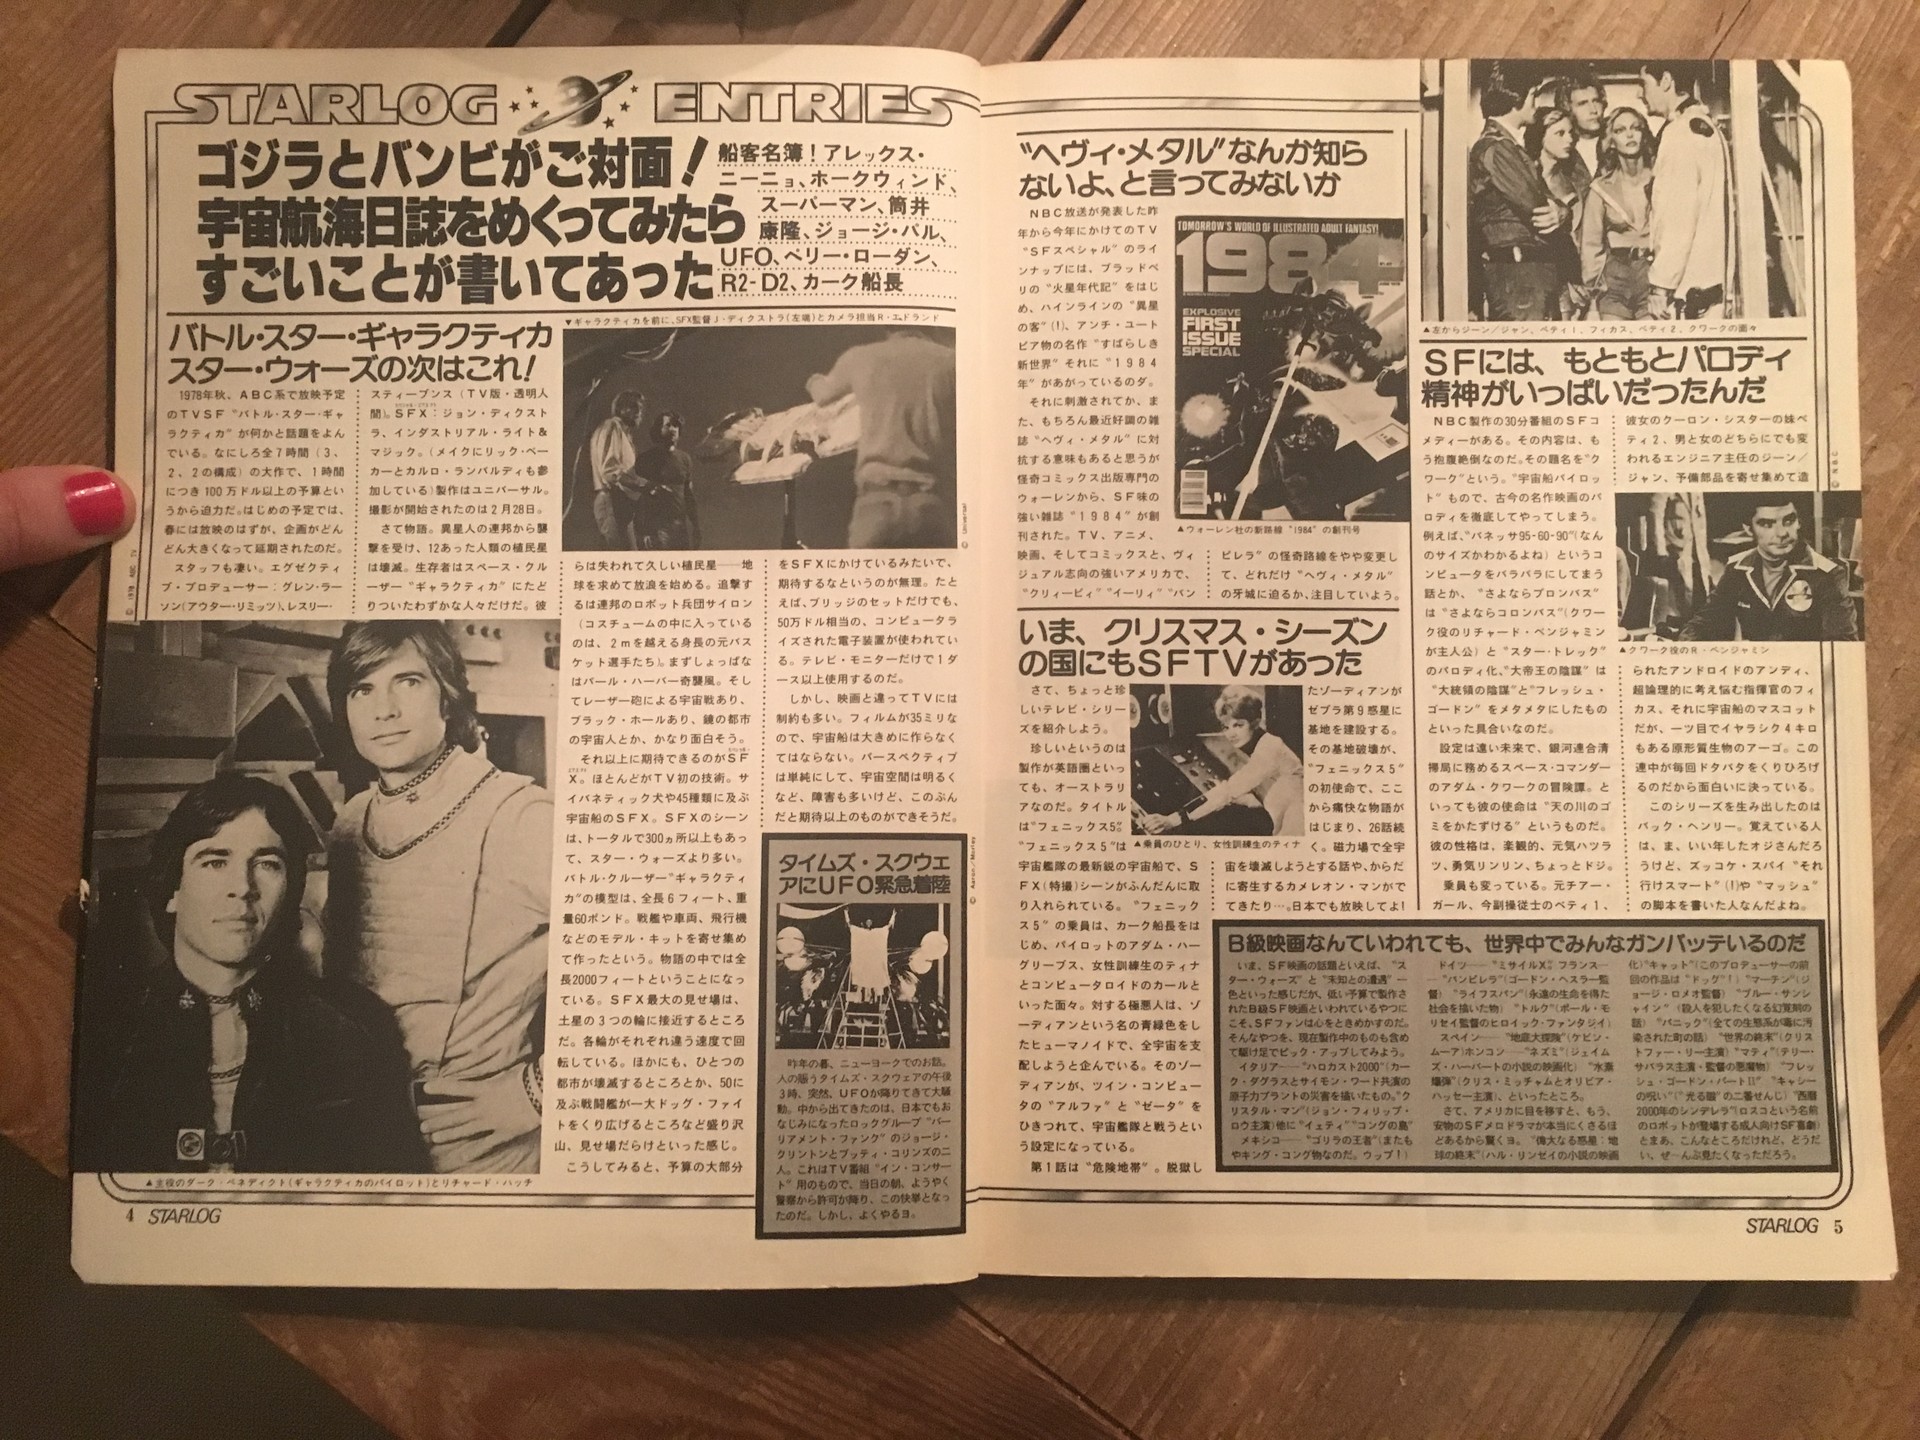 STARLOG ENTRIES
ゴジラとバンビがご対面!
宇宙航海日誌をめくってみたら
すごいことが書いてあった
船客名簿!アレックス・
ニーニョ、ホークウィンド、
スーパーマン、筒井
康隆、ジョージ・パル、
UFO、ペリー・ローダン、
R2-D2、カーク船長
バトル・スター・ギャラクティカ
スター・ウォーズの次はこれ!
1978年秋、ABC系で放映予定
のTVSF“バトル・スター・ギャ
ラクティカ”が何かと話題をよん
でいる。なにしろ全7時間(3、
2、2の構成)の大作で、1時間
につき100万ドル以上の予算とい
うから迫力だ。はじめの予定では、
春には放映のはずが、企画がどん
どん大きくなって延期されたのだ。
スタッフも凄い。エグゼクティ
ブ・プロデューサー:グレン・ラー
ソン(アウター・リミッツ)、レスリー・
スティーブンス(TV版・透明人
間)。SFX:ジョン・ディクスト
ラ、インダストリアル・ライト&
マジック。(メイクにリック・ベー
カーとカルロ・ランバルディも参
加している)製作はユニバーサル。
撮影が開始されたのは2月28日。
さて物語。異星人の連邦から襲
撃を受け、12あった人類の植民星
は壊滅。生存者はスペース・クル
ーザー“ギャラクティカ”にたど
りついたわずかな人々だけだ。彼
▼ギャラクティカを前に、SFX監督J・ディクストラ(左端)とカメラ担当R・エドランド
らは失われて久しい植民星──地
球を求めて放浪を始める。追撃す
るは連邦のロボット兵団サイロン
(コスチュームの中に入っている
のは、2mを越える身長の元バス
ケット選手たち)。まずしょっぱな
はパール・ハーバー奇襲風。そし
てレーザー砲による宇宙戦あり、
ブラック・ホールあり、鏡の都市
の宇宙人とか、かなり面白そう。
それ以上に期待できるのがSF
X。ほとんどがTV初の技術。サ
イバネティック犬や45種類に及ぶ
宇宙船のSFX。SFXのシーン
は、トータルで300ヵ所以上もあっ
て、スター・ウォーズより多い。
バトル・クルーザー“ギャラクティ
カ”の模型は、全長6フィート、重
量60ポンド。戦艦や車両、飛行機
などのモデル・キットを寄せ集め
て作ったという。物語の中では全
長2000フィートということになっ
ている。SFX最大の見せ場は、
土星の3つの輪に接近するところ
だ。各輪がそれぞれ違う速度で回
転している。ほかにも、ひとつの
都市が壊滅するところとか、50に
及ぶ戦闘艦が一大ドッグ・ファイ
トをくり広げるところなど盛り沢
山、見せ場だらけといった感じ。
こうしてみると、予算の大部分
をSFXにかけているみたいで、
期待するなというのが無理。たと
えば、ブリッジのセットだけでも、
50万ドル相当の、コンピュータラ
イズされた電子装置が使われてい
る。テレビ・モニターだけで1ダ
ース以上使用するのだ。
しかし、映画と違ってTVには
制約も多い。フィルムが35ミリな
ので、宇宙船は大きめに作らなく
てはならない。パースペクティブ
は単純にして、宇宙空間は明るく
など、障害も多いけど、このぶん
だと期待以上のものができそうだ。
▲主役のダーク・ベネディクト(ギャラクティカのパイロット)とリチャード・ハッチ
タイムズ・スクウェ
アにUFO緊急着陸
昨年の暮、ニューヨークでのお話。
人の賑うタイムズ・スクウェアの午後
3時、突然、UFOが降りてきて大騒
動。中から出てきたのは、日本でもお
なじみになったロックグループ“パー
リアメント・ファンク”のジョージ・
クリントンとブッティ・コリンズの二
人。これはTV番組“イン・コンサー
ト”用のもので、当日の朝、ようやく
警察から許可が降り、この快挙となっ
たのだ。しかし、よくやるヨ。
4 STARLOG
“ヘヴィ・メタル”なんか知ら
ないよ、と言ってみないか
NBC放送が発表した昨
年から今年にかけてのTV
“SFスペシャル”のライ
ンナップには、ブラッドベ
リの“火星年代記”をはじ
め、ハインラインの“異星
の客”(!)、アンチ・ユート
ピア物の名作“すばらしき
新世界”それに“1984
年”があがっているのダ。
それに刺激されてか、ま
た、もちろん最近好調の雑
誌“ヘヴィ・メタル”に対
抗する意味もあると思うが
怪奇コミックス出版専門の
ウォーレンから、SF味の
強い雑誌“1984”が創
刊された。TV、アニメ、
映画、そしてコミックスと、ヴィ
ジュアル志向の強いアメリカで、
“クリィーピィ”“イーリィ”“バン
TOMORROW'S WORLD OF ILLUSTRATED ADULT FANTASY!
1984
EXPLOSIVE
FIRST
ISSUE
SPECIAL
▲ウォーレン社の新路線“1984”の創刊号
ピレラ”の怪奇路線をやや変更し
て、どれだけ“ヘヴィ・メタル”
の牙城に迫るか、注目していよう。
いま、クリスマス・シーズン
の国にもSFTVがあった
さて、ちょっと珍
しいテレビ・シリー
ズを紹介しよう。
珍しいというのは
製作が英語圏といっ
ても、オーストラリ
アなのだ。タイトル
は“フェニックス5”。
“フェニックス5”は
宇宙艦隊の最新鋭の宇宙船で、S
FX(特撮)シーンがふんだんに取
り入れられている。“フェニック
ス5”の乗員は、カーク船長をは
じめ、パイロットのアダム・ハー
グリーブス、女性訓練生のティナ
とコンピュータロイドのカールと
いった面々。対する極悪人は、ゾ
ーディアンという名の青緑色をし
たヒューマノイドで、全宇宙を支
配しようと企んでいる。そのゾー
ディアンが、ツイン・コンピュー
タの“アルファ”と“ゼータ”を
ひきつれて、宇宙艦隊と戦うとい
う設定になっている。
第1話は“危険地帯”。脱獄し
▲乗員のひとり、女性訓練生のティナ
たゾーディアンが
ゼブラ第9惑星に
基地を建設する。
その基地破壊が、
“フェニックス5”
の初使命で、ここ
から痛快な物語が
はじまり、26話続
く。磁力場で全宇
宙を壊滅しようとする話や、からだ
に寄生するカメレオン・マンがで
てきたり…。日本でも放映してよ!
▲左からジーン/ジャン、ベティ1、フィカス、ベティ2、クワークの面々
SFには、もともとパロディ
精神がいっぱいだったんだ
NBC製作の30分番組のSFコ
メディーがある。その内容は、も
う抱腹絶倒なのだ。その題名を“ク
ワーク”という。“宇宙船パイロッ
ト”もので、古今の名作映画のパ
ロディを徹底してやってしまう。
例えば、“バネッサ95-60-90”(なん
のサイズかわかるよね)というコ
ンピュータをバラバラにしてまう
話とか、“さよならプロンバス”
は“さよならコロンバス”(クワー
ク役のリチャード・ベンジャミン
が主人公)と“スター・トレック”
のパロディ化、“大帝王の陰謀”は
“大統領の陰謀”と“フレッシュ・
ゴードン”をメタメタにしたもの
といった具合いなのだ。
設定は遠い未来で、銀河連合清
掃局に務めるスペース・コマンダー
のアダム・クワークの冒険譚。と
いっても彼の使命は“天の川のゴ
ミをかたずける”というものだ。
彼の性格は、楽観的、元気ハツラ
ツ、勇気リンリン、ちょっとドジ。
乗員も変っている。元チアー・
ガール、今副操従士のベティ1、
彼女のクーロン・シスターの妹ベ
ティ2、男と女のどちらにでも変
われるエンジニア主任のジーン/
ジャン、予備部品を寄せ集めて造
▲クワーク役のR・ベンジャミン
られたアンドロイドのアンディ、
超論理的に考え悩む指揮官のフィ
カス、それに宇宙船のマスコット
だが、一ツ目でイヤラシク4キロ
もある原形質生物のアーゴ。この
連中が毎回ドタバタをくりひろげ
るのだから面白いに決っている。
このシリーズを生み出したのは
バック・ヘンリー。覚えている人
は、ま、いい年したオジさんだろ
うけど、ズッコケ・スパイ“それ
行けスマート”(!)や“マッシュ”
の脚本を書いた人なんだよね。
B級映画なんていわれても、世界中でみんなガンバッテいるのだ
いま、SF映画の話題といえば、“ス
ター・ウォーズ”と“未知との遭遇”一
色といった感じだが、低い予算で製作さ
れたB級SF映画といわれているやつに
こそ、SFファンは心をときめかすのだ。
そんなやつを、現在製作中のものも含め
て駆け足でピック・アップしてみよう。
イタリア──“ハロカスト2000”(カー
ク・ダグラスとサイモン・ワード共演の
原子力プラントの災害を描いたもの。“ク
リスタル・マン”(ジョン・フィリップ・
ロウ主演)他に“イェティ”“コングの島”
メキシコ──“ゴリラの王者”(またも
やキング・コング物なのだ。ウップ!)
ドイツ──“ミサイルX”。フランス──
“バンピレラ”(ゴードン・ヘスラー監
督)“ライフスパン”(永遠の生命を得た
社会を描いた物)“トルク”(ポール・モ
リセイ監督のヒロイック・ファンタジイ)
スペイン──“地底大探険”(ケビン・
ムーア)ホンコン──“ネズミ”(ジェイム
ズ・ハーバートの小説の映画化)“水素
爆弾”(クリス・ミッチャムとオリビア・
ハッセー主演)、といったところ。
さて、アメリカに目を移すと、もう、
安物のSFメロドラマが本当にくさるほ
どあるから驚くヨ。“偉大なる惑星:地
球の終末”(ハル・リンゼイの小説の映画
化)“キャット”(このプロデューサーの前
回の作品は“ドッグ”!)“マーチン”(ジ
ョージ・ロメオ監督)“ブルー・サンシ
ャイン”(殺人を犯したくなる幻覚剤の
話)“パニック”(全ての生態系が毒に汚
染された町の話)“世界の終末”(クリス
トファー・リー主演)“マティ”(テリー・
サバラス主演・監督の悪魔物)“フレッ
シュ・ゴードン・パートII”“キャシー
の呪い”(“光る眼”の二番せんじ)“西暦
2000年のシンデレラ”(ロスコという名前
のロボットが登場する成人向けSF喜劇)
とまあ、こんなところだけれど、どうだ
い、ぜーんぶ見たくなっただろう。
STARLOG 5